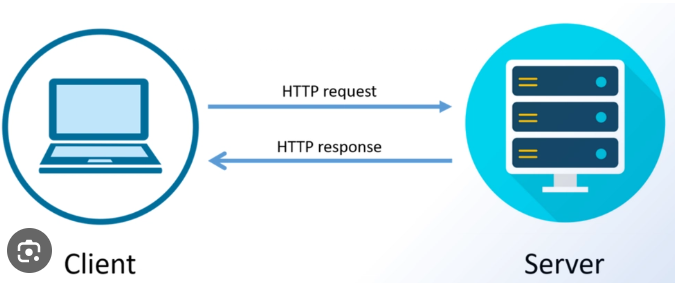 HTTP request
HTTP response
Client
Server